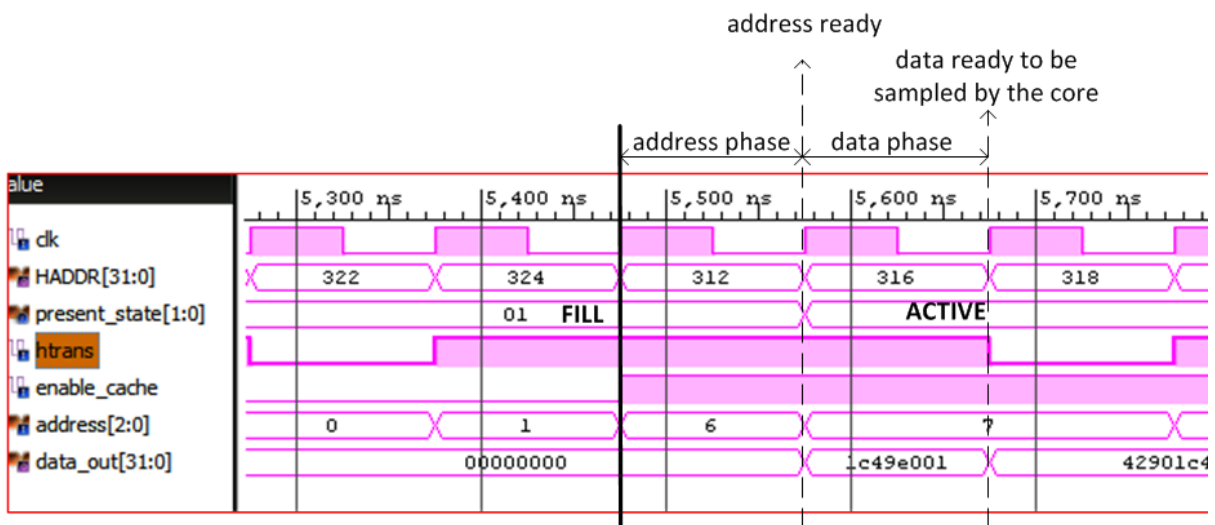 address ready
data ready to be
sampled by the core
address phase data phase
alue
5,300 ns 5,400 ns 5,500 ns 5,600 ns 5,700 ns
clk
HADDR[31:0] 322 324 312 316 318
present_state[1:0] 01 FILL ACTIVE
htrans
enable_cache
address[2:0] 0 1 6 7
data_out[31:0] 00000000 1c49e001 42901c4